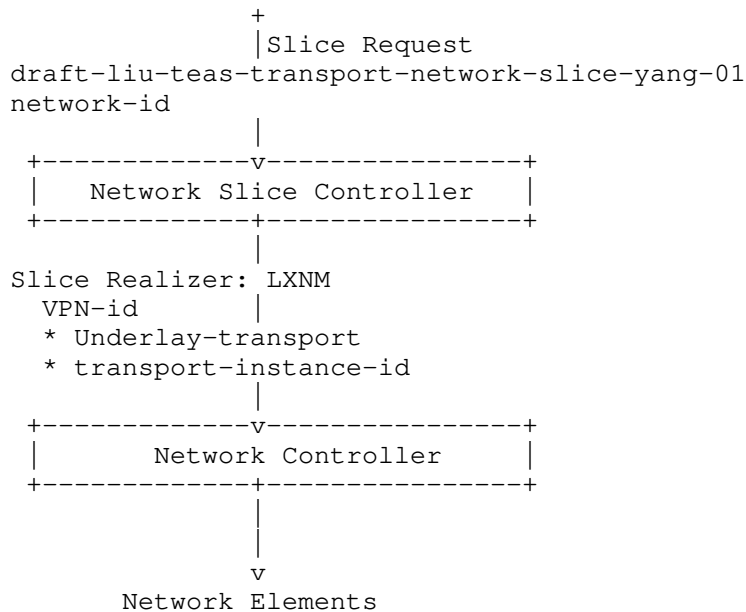 +
|Slice Request
draft-liu-teas-transport-network-slice-yang-01
network-id
|
+-------------v----------------+
|    Network Slice Controller   |
+-------------+----------------+
|
Slice Realizer: LXNM
VPN-id       |
* Underlay-transport
* transport-instance-id
|
+-------------v----------------+
|        Network Controller     |
+-------------+----------------+
|
|
v
Network Elements